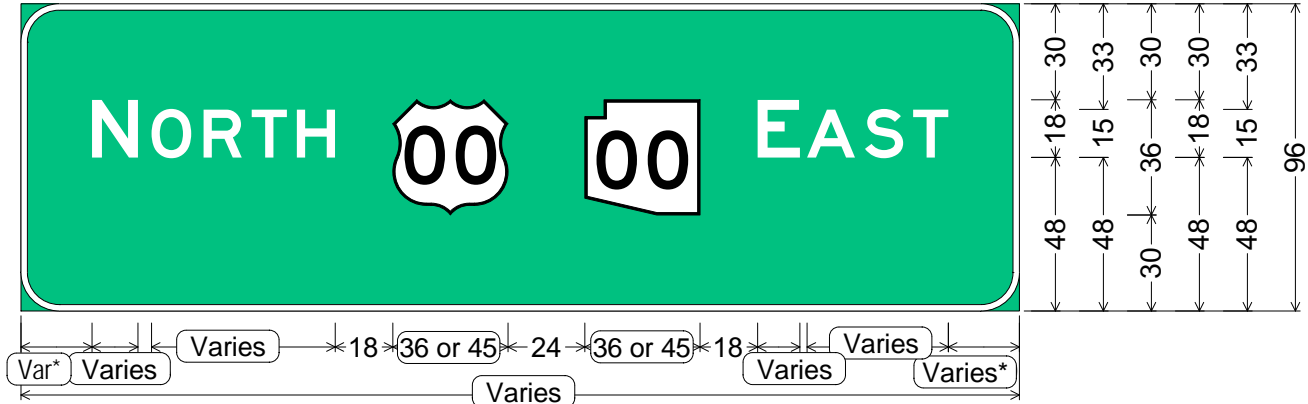 NORTH 00 00 EAST
30 33 30 30 33
18 15 36 18 15 96
48 48 30 48 48
Varies 18 36 or 45 24 36 or 45 18 Varies
Var* Varies Varies Varies*
Varies